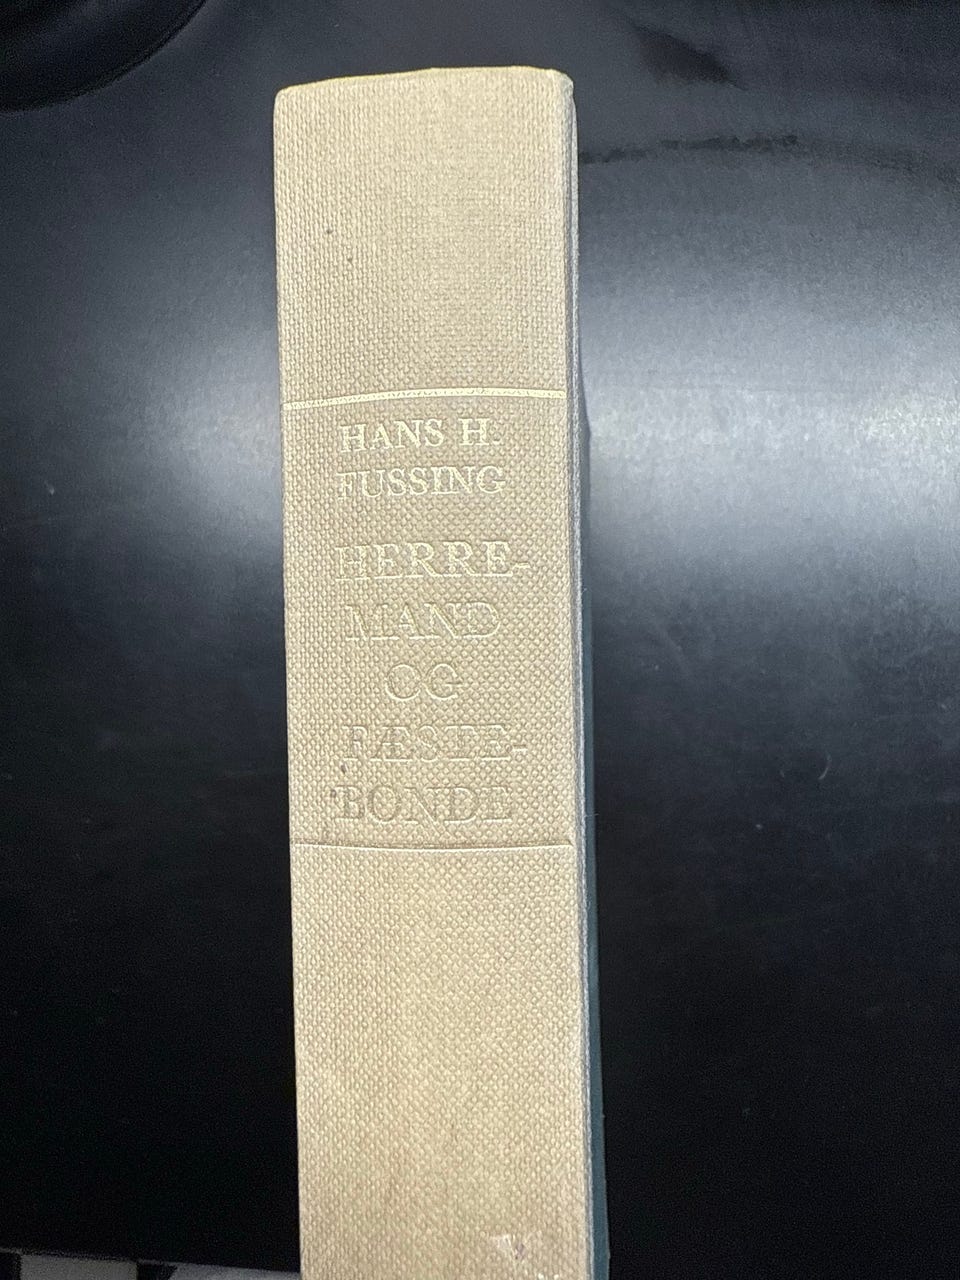 HANS H.
FUSSING
HERRE-
MAND
OG
FÆSTE-
BONDE